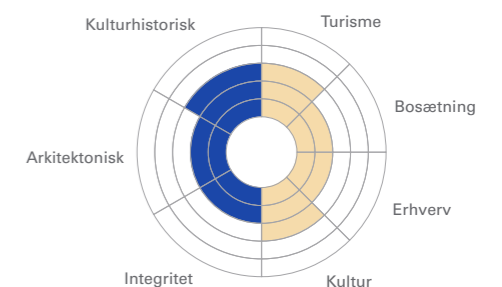 Kulturhistorisk
Turisme
Bosætning
Arkitektonisk
Erhverv
Integritet
Kultur